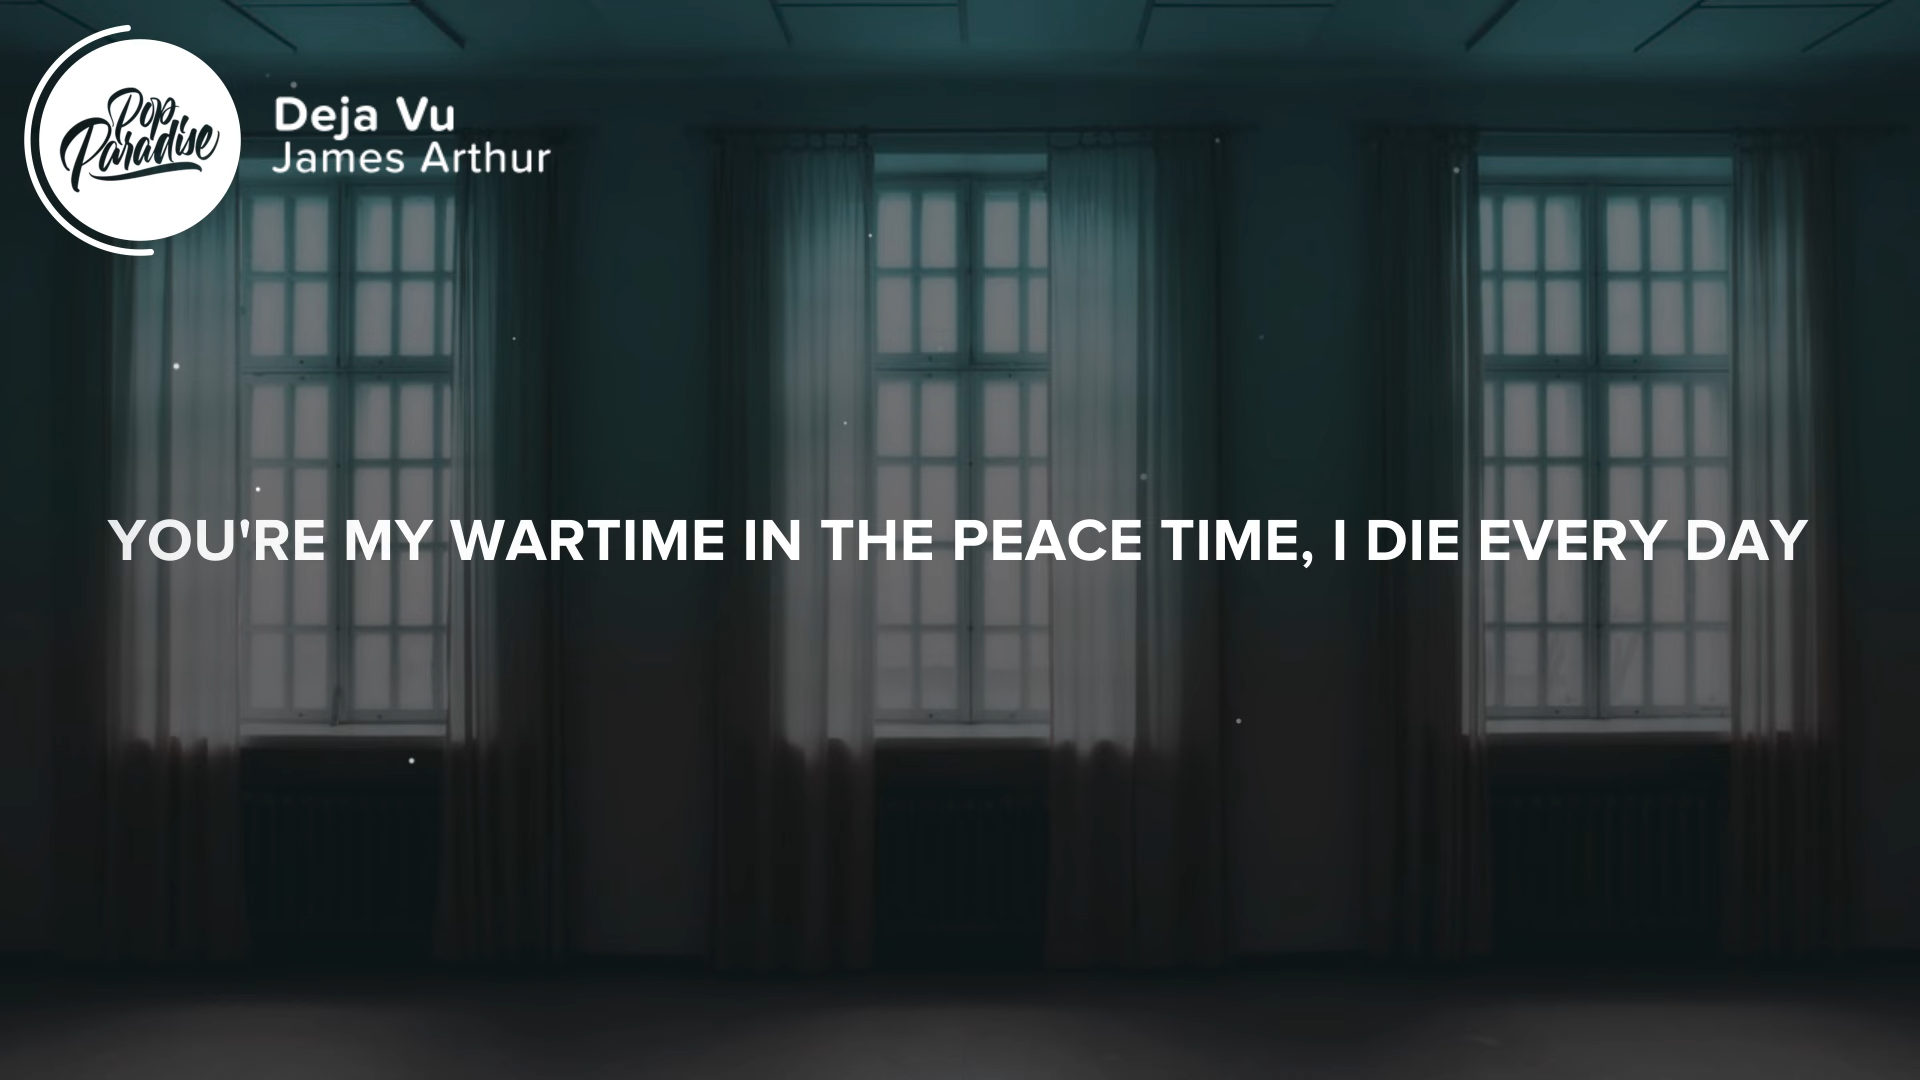 Pop
Paradise
Deja Vu
James Arthur
YOU'RE MY WARTIME IN THE PEACE TIME, I DIE EVERY DAY